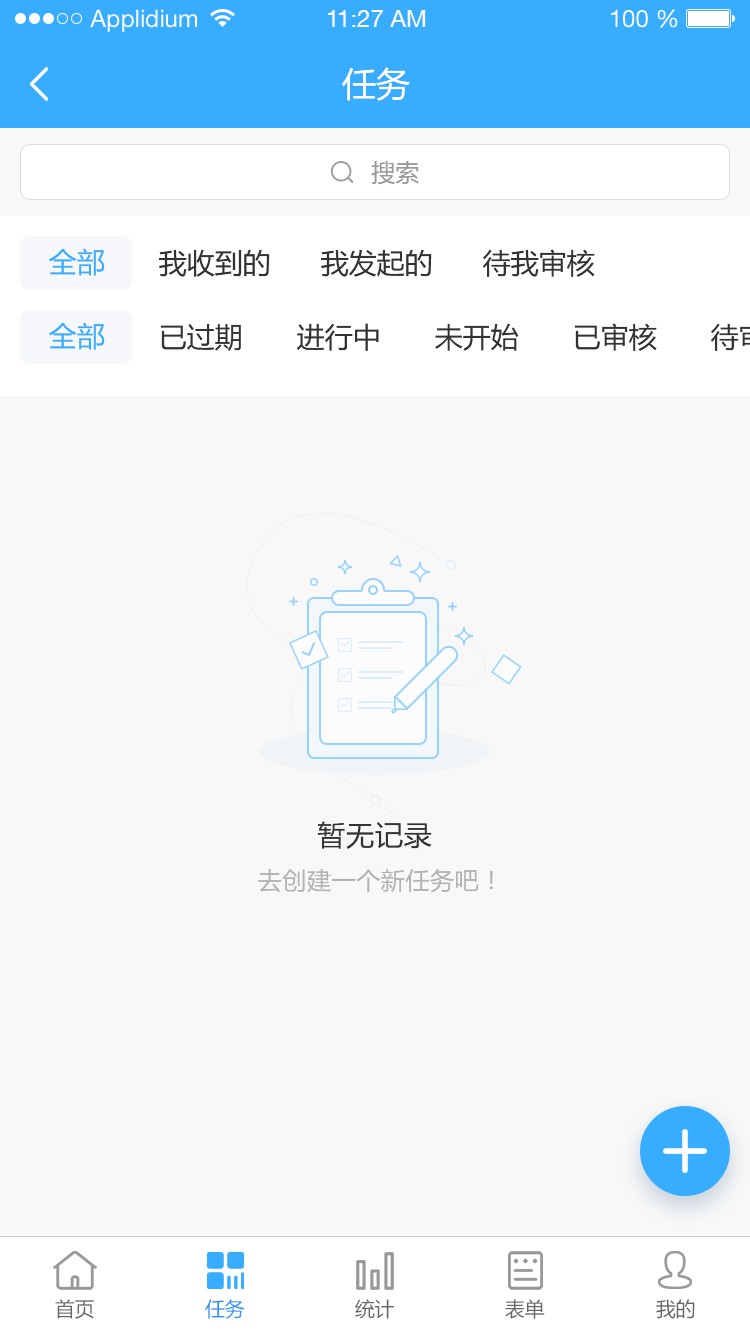 Applidium 11:27 AM 100 %
任务
搜索
全部 我收到的 我发起的 待我审核
全部 已过期 进行中 未开始 已审核 待审
暂无记录
去创建一个新任务吧！
首页 任务 统计 表单 我的